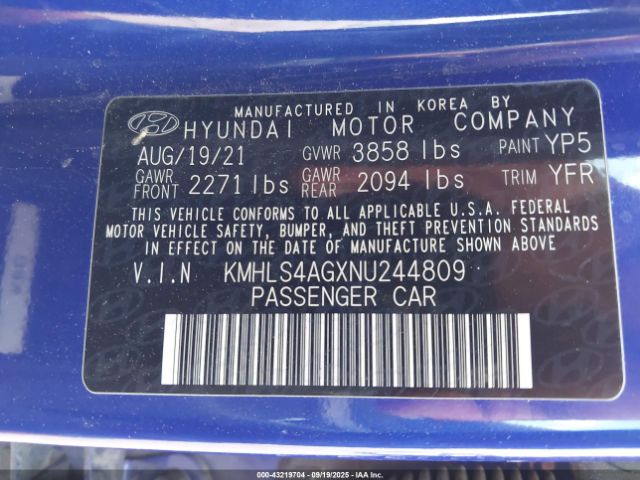 MANUFACTURED IN KOREA BY
HYUNDAI MOTOR COMPANY
AUG/19/21 GVWR 3858 lbs PAINT YP5
GAWR FRONT 2271 lbs GAWR REAR 2094 lbs TRIM YFR
THIS VEHICLE CONFORMS TO ALL APPLICABLE U.S.A. FEDERAL
MOTOR VEHICLE SAFETY, BUMPER, AND THEFT PREVENTION STANDARDS
IN EFFECT ON THE DATE OF MANUFACTURE SHOWN ABOVE
V.I.N KMHLS4AGXNU244809
PASSENGER CAR
000-43219704 - 09/19/2025 - IAAI.COM